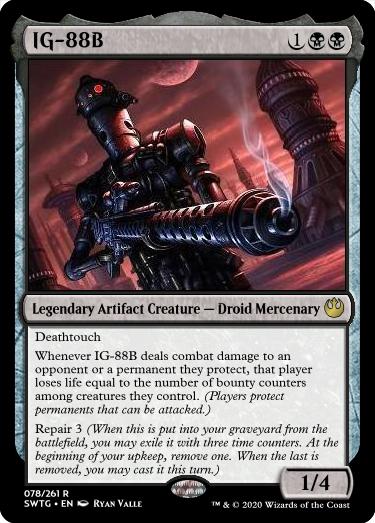 IG-88B 1
Legendary Artifact Creature — Droid Mercenary
Deathtouch
Whenever IG-88B deals combat damage to an
opponent or a permanent they protect, that player
loses life equal to the number of bounty counters
among creatures they control. (Players protect
permanents that can be attacked.)
Repair 3 (When this is put into your graveyard from the
battlefield, you may exile it with three time counters. At the
beginning of your upkeep, remove one. When the last is
removed, you may cast it this turn.)
1/4
078/261 R
SWTG • EN Ryan Valle
™ & © 2020 Wizards of the Coast